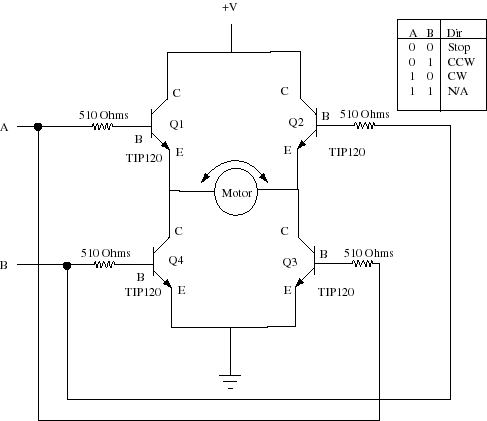 +V
A B Dir
0 0 Stop
0 1 CCW
1 0 CW
1 1 N/A
C
C
510 Ohms
510 Ohms
A
Q1
Q2
B
B
TIP120
E
E
TIP120
Motor
C
C
510 Ohms
510 Ohms
B
Q4
Q3
B
B
TIP120
E
E
TIP120